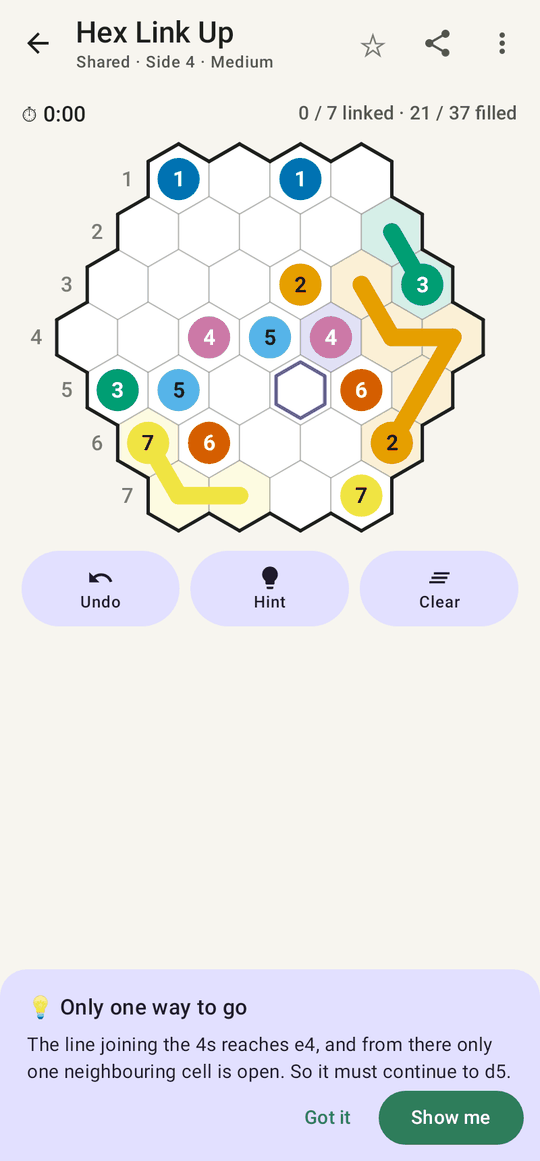 Hex Link Up
Shared · Side 4 · Medium
0:00
0 / 7 linked · 21 / 37 filled
1 1 1
2
3 2 3
4 4 5 4
5 3 5 6
6 7 6 2
7 7
Undo Hint Clear
Only one way to go
The line joining the 4s reaches e4, and from there only
one neighbouring cell is open. So it must continue to d5.
Got it Show me